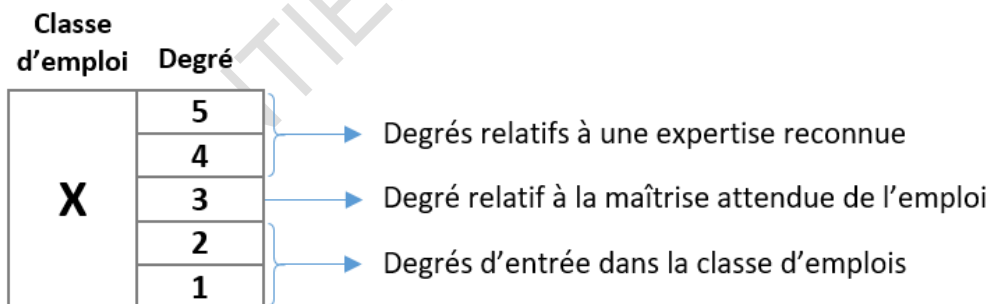 Classe
d’emploi Degré
5
Degrés relatifs à une expertise reconnue
4
X
3
Degré relatif à la maîtrise attendue de l’emploi
2
Degrés d’entrée dans la classe d’emplois
1